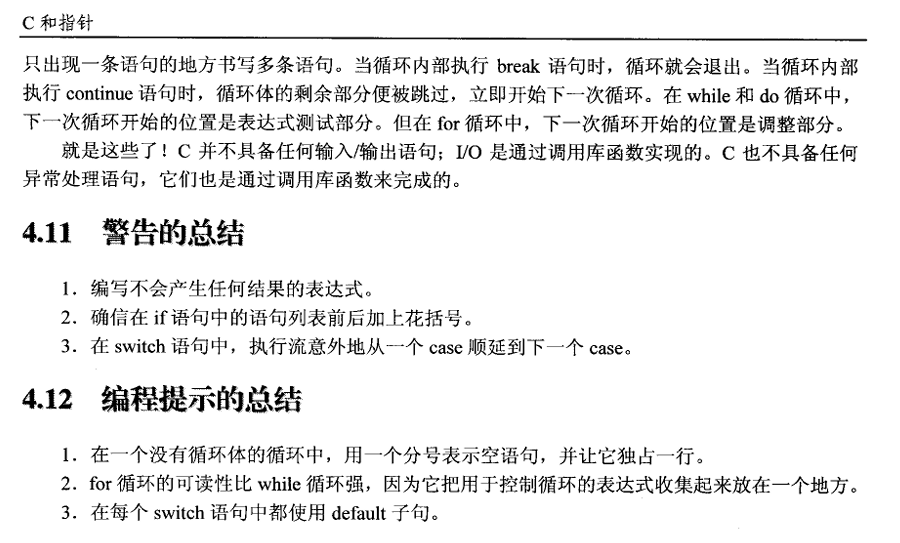 C 和指针
只出现一条语句的地方书写多条语句。当循环内部执行 break 语句时，循环就会退出。当循环内部
执行 continue 语句时，循环体的剩余部分便被跳过，立即开始下一次循环。在 while 和 do 循环中，
下一次循环开始的位置是表达式测试部分。但在 for 循环中，下一次循环开始的位置是调整部分。
就是这些了！C 并不具备任何输入/输出语句；I/O 是通过调用库函数实现的。C 也不具备任何
异常处理语句，它们也是通过调用库函数来完成的。
4.11 警告的总结
1．编写不会产生任何结果的表达式。
2．确信在 if 语句中的语句列表前后加上花括号。
3．在 switch 语句中，执行流意外地从一个 case 顺延到下一个 case。
4.12 编程提示的总结
1．在一个没有循环体的循环中，用一个分号表示空语句，并让它独占一行。
2．for 循环的可读性比 while 循环强，因为它把用于控制循环的表达式收集起来放在一个地方。
3．在每个 switch 语句中都使用 default 子句。